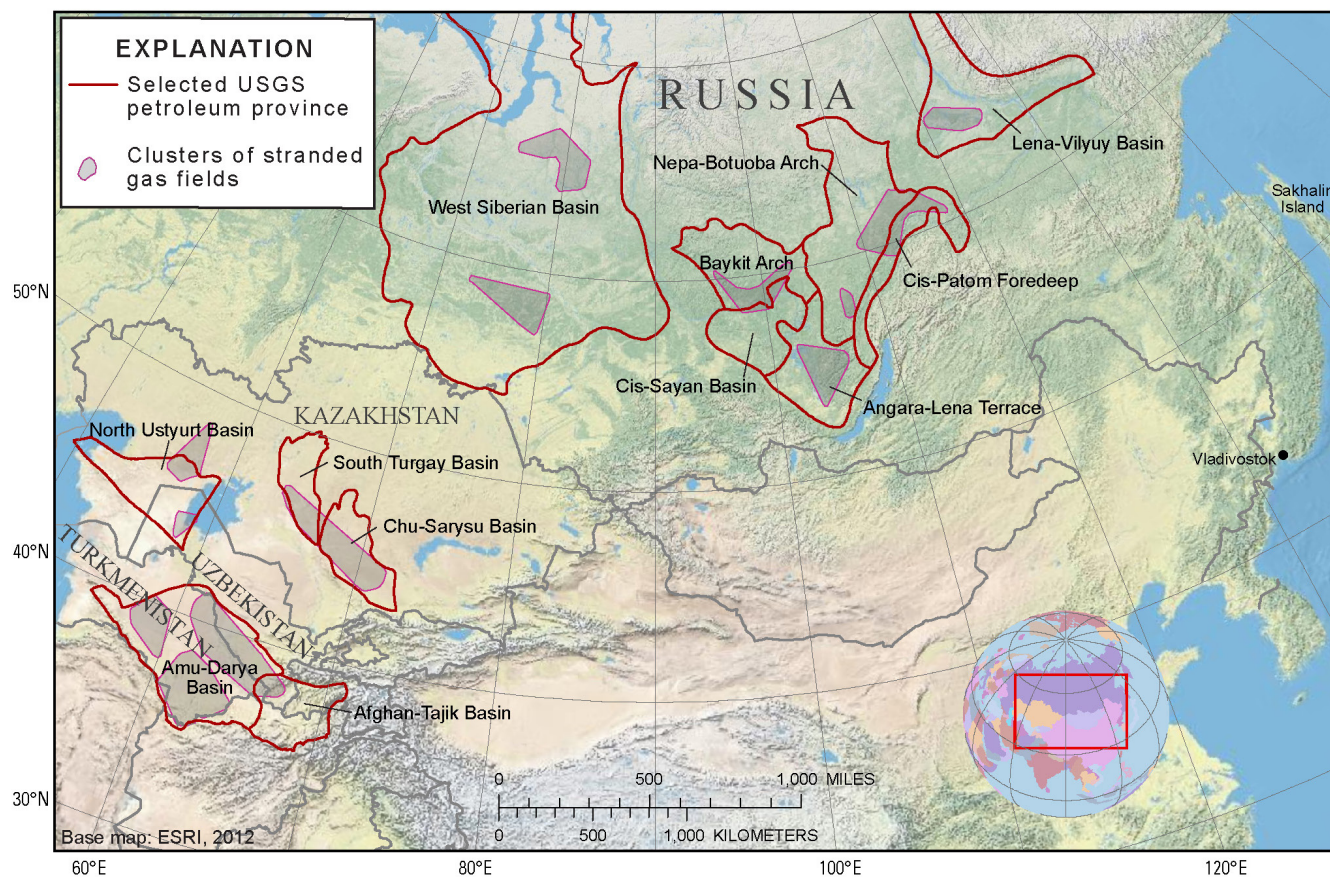 EXPLANATION
Selected USGS
petroleum province
Clusters of stranded
gas fields
RUSSIA
Lena-Vilyuy Basin
Nepa-Botuoba Arch
Sakhalin
Island
West Siberian Basin
Baykit Arch
Cis-Patom Foredeep
50°N
Cis-Sayan Basin
Angara-Lena Terrace
KAZAKHSTAN
North Ustyurt Basin
South Turgay Basin
Vladivostok
Chu-Sarysu Basin
40°N
TURKMENISTAN
UZBEKISTAN
Amu-Darya
Basin
Afghan-Tajik Basin
0 500 1,000 MILES
0 500 1,000 KILOMETERS
30°N
Base map: ESRI, 2012
60°E 80°E 100°E 120°E